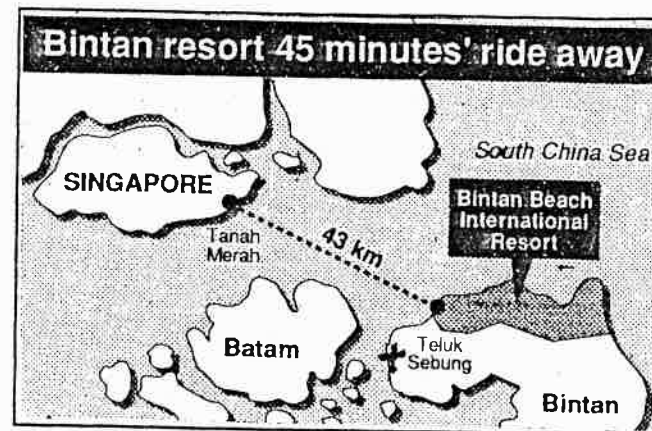 Bintan resort 45 minutes' ride away
South China Sea
SINGAPORE
Bintan Beach
International
Resort
Tanah
Merah
43 km
Batam
Teluk
Sebung
Bintan